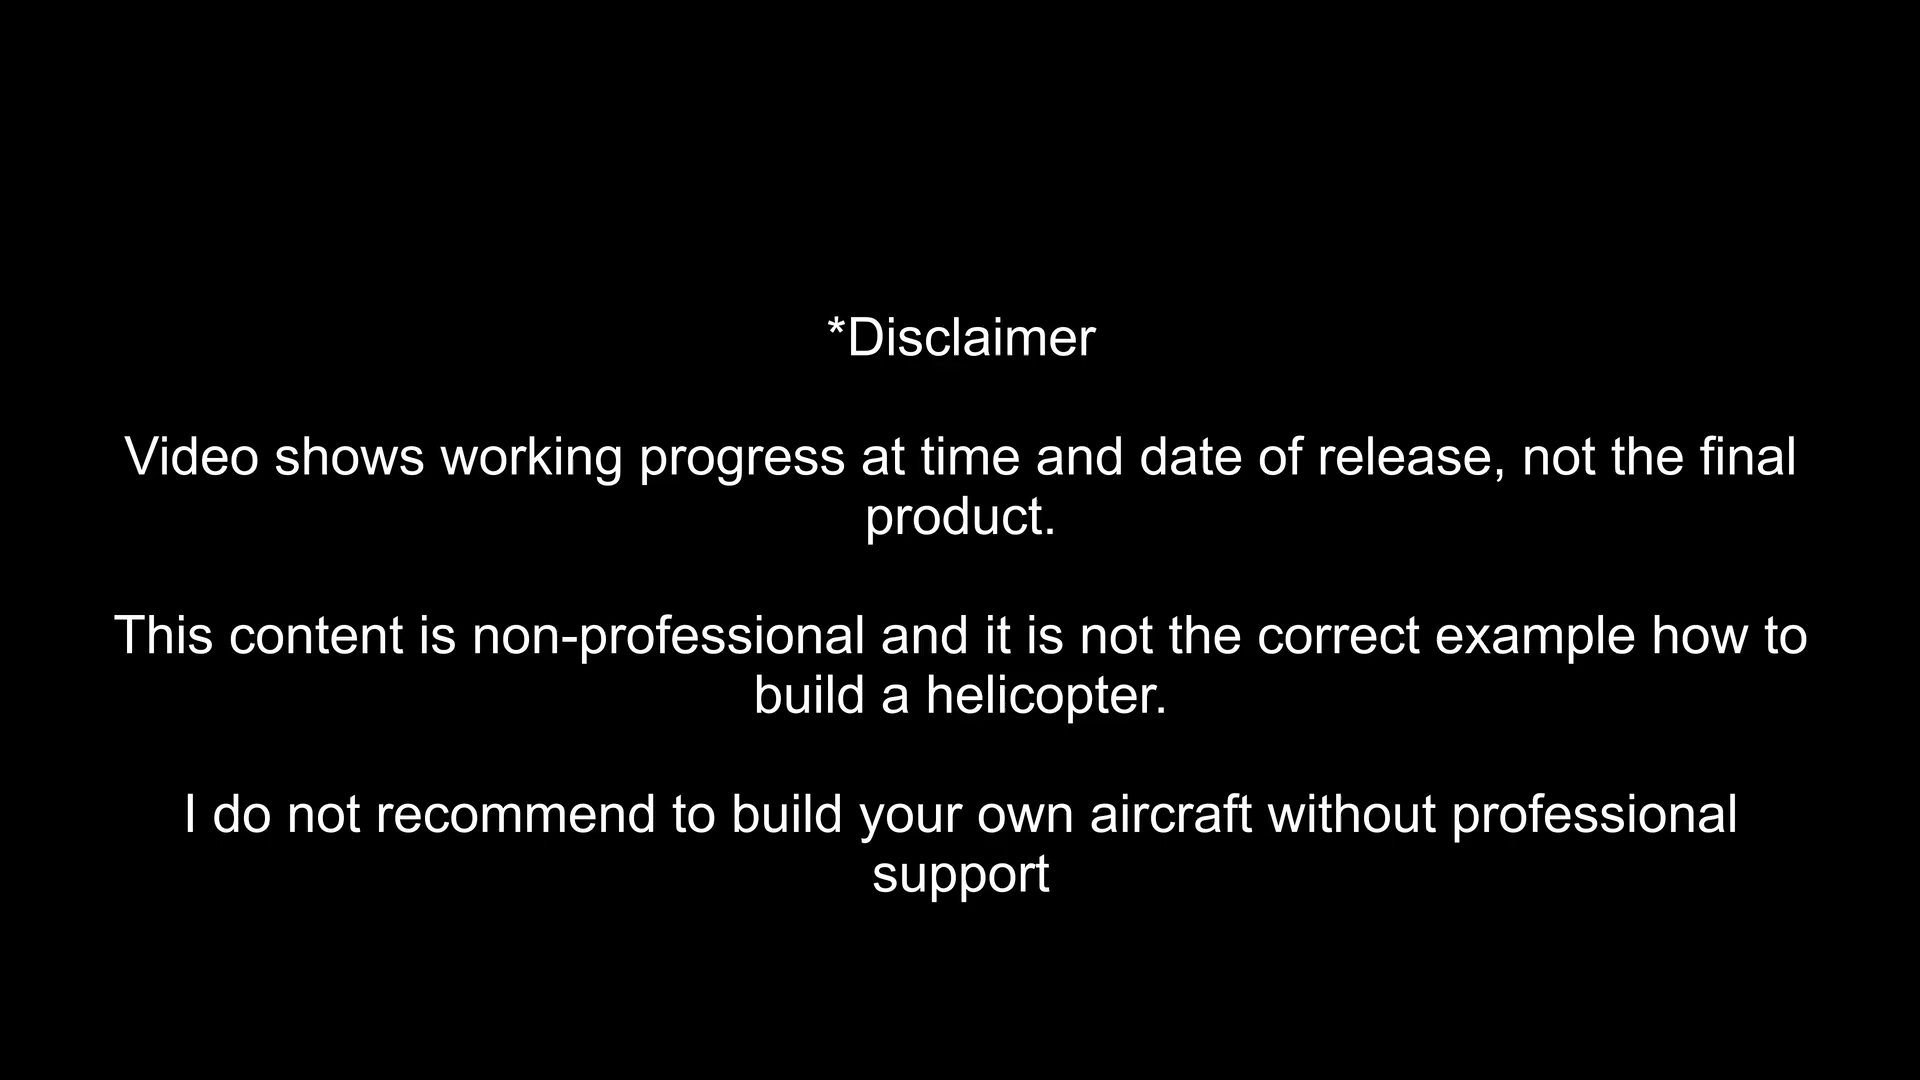 *Disclaimer
Video shows working progress at time and date of release, not the final
product.
This content is non-professional and it is not the correct example how to
build a helicopter.
I do not recommend to build your own aircraft without professional
support